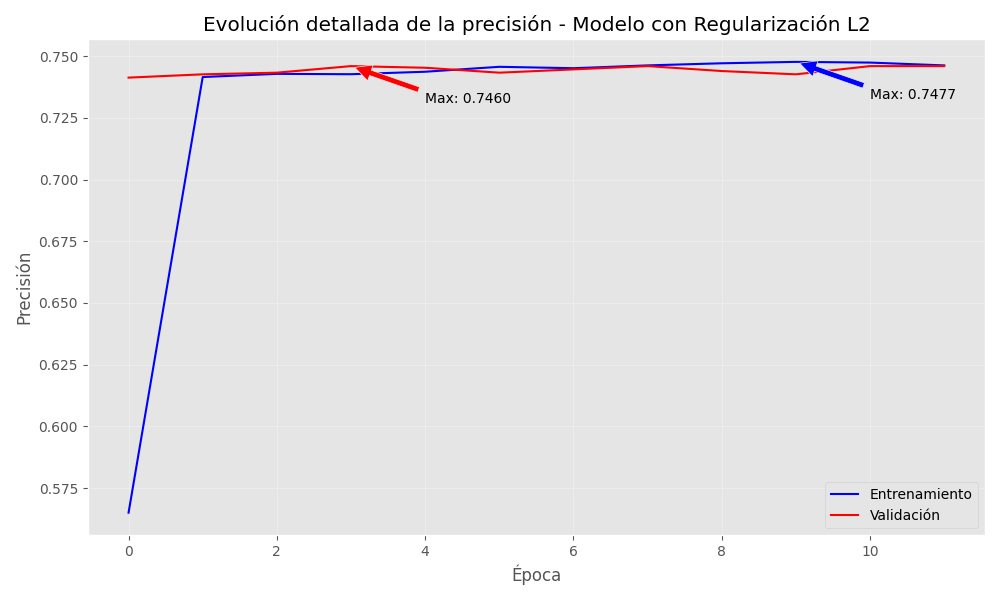 Evolución detallada de la precisión - Modelo con Regularización L2
0.750
0.725
0.700
0.675
0.650
0.625
0.600
0.575
Precisión
Max: 0.7460
Max: 0.7477
Entrenamiento
Validación
0 2 4 6 8 10
Época